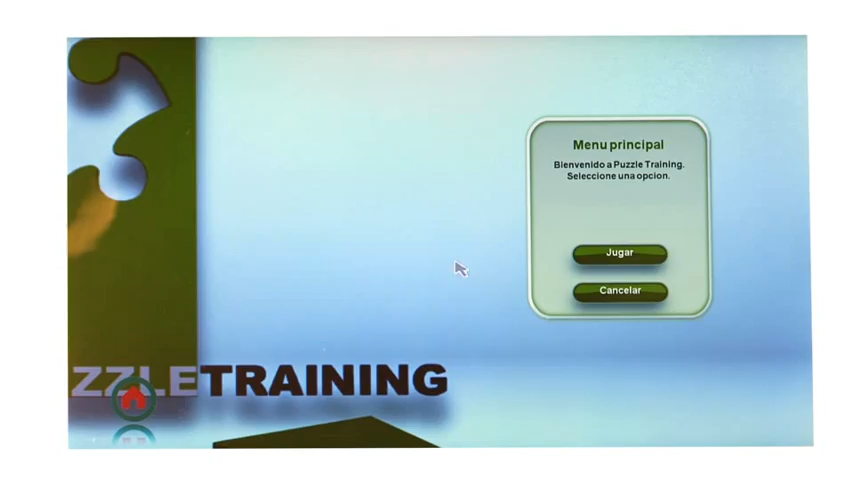 Menu principal
Bienvenido a Puzzle Training.
Seleccione una opcion.
Jugar
Cancelar
ZZLETRAINING